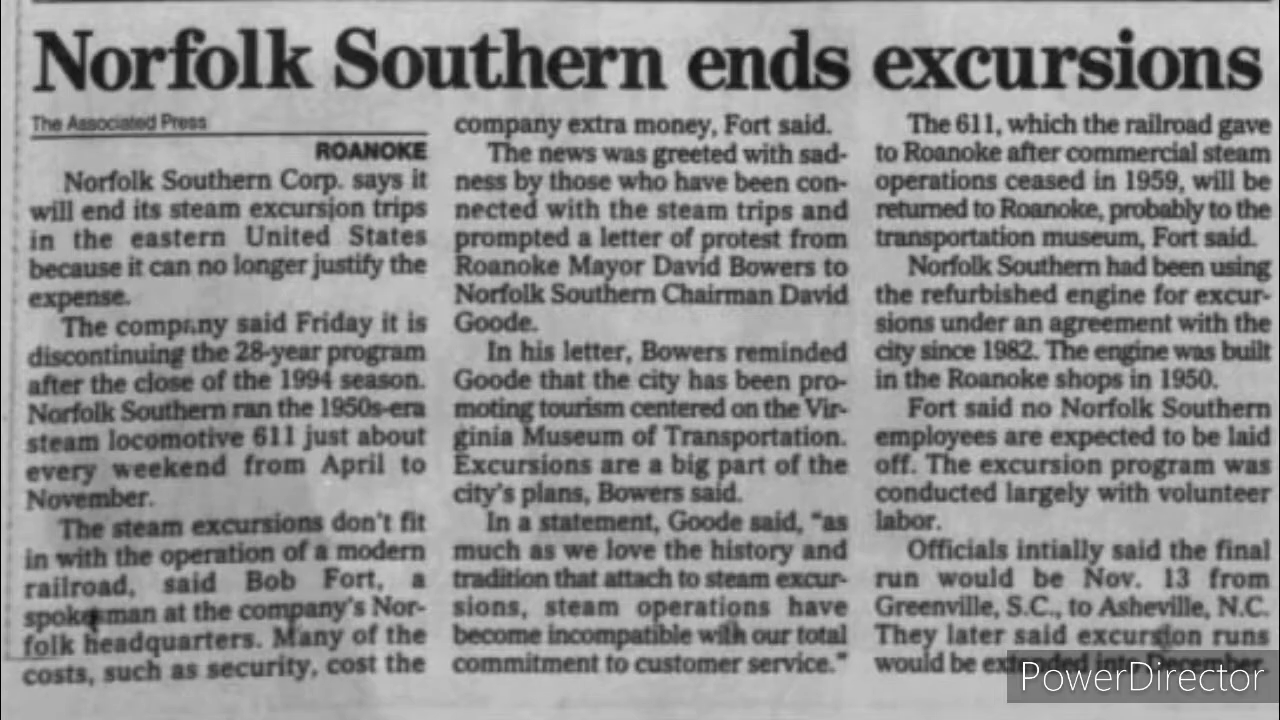 Norfolk Southern ends excursions
The Associated Press
ROANOKE
Norfolk Southern Corp. says it
will end its steam excursion trips
in the eastern United States
because it can no longer justify the
expense.
The company said Friday it is
discontinuing the 28-year program
after the close of the 1994 season.
Norfolk Southern ran the 1950s-era
steam locomotive 611 just about
every weekend from April to
November.
The steam excursions don't fit
in with the operation of a modern
railroad, said Bob Fort, a
spokesman at the company's Nor-
folk headquarters. Many of the
costs, such as security, cost the
company extra money, Fort said.
The news was greeted with sad-
ness by those who have been con-
nected with the steam trips and
prompted a letter of protest from
Roanoke Mayor David Bowers to
Norfolk Southern Chairman David
Goode.
In his letter, Bowers reminded
Goode that the city has been pro-
moting tourism centered on the Vir-
ginia Museum of Transportation.
Excursions are a big part of the
city's plans, Bowers said.
In a statement, Goode said, "as
much as we love the history and
tradition that attach to steam excur-
sions, steam operations have
become incompatible with our total
commitment to customer service."
The 611, which the railroad gave
to Roanoke after commercial steam
operations ceased in 1959, will be
returned to Roanoke, probably to the
transportation museum, Fort said.
Norfolk Southern had been using
the refurbished engine for excur-
sions under an agreement with the
city since 1982. The engine was built
in the Roanoke shops in 1950.
Fort said no Norfolk Southern
employees are expected to be laid
off. The excursion program was
conducted largely with volunteer
labor.
Officials intially said the final
run would be Nov. 13 from
Greenville, S.C., to Asheville, N.C.
They later said excursion runs
would be extended into December.
PowerDirector